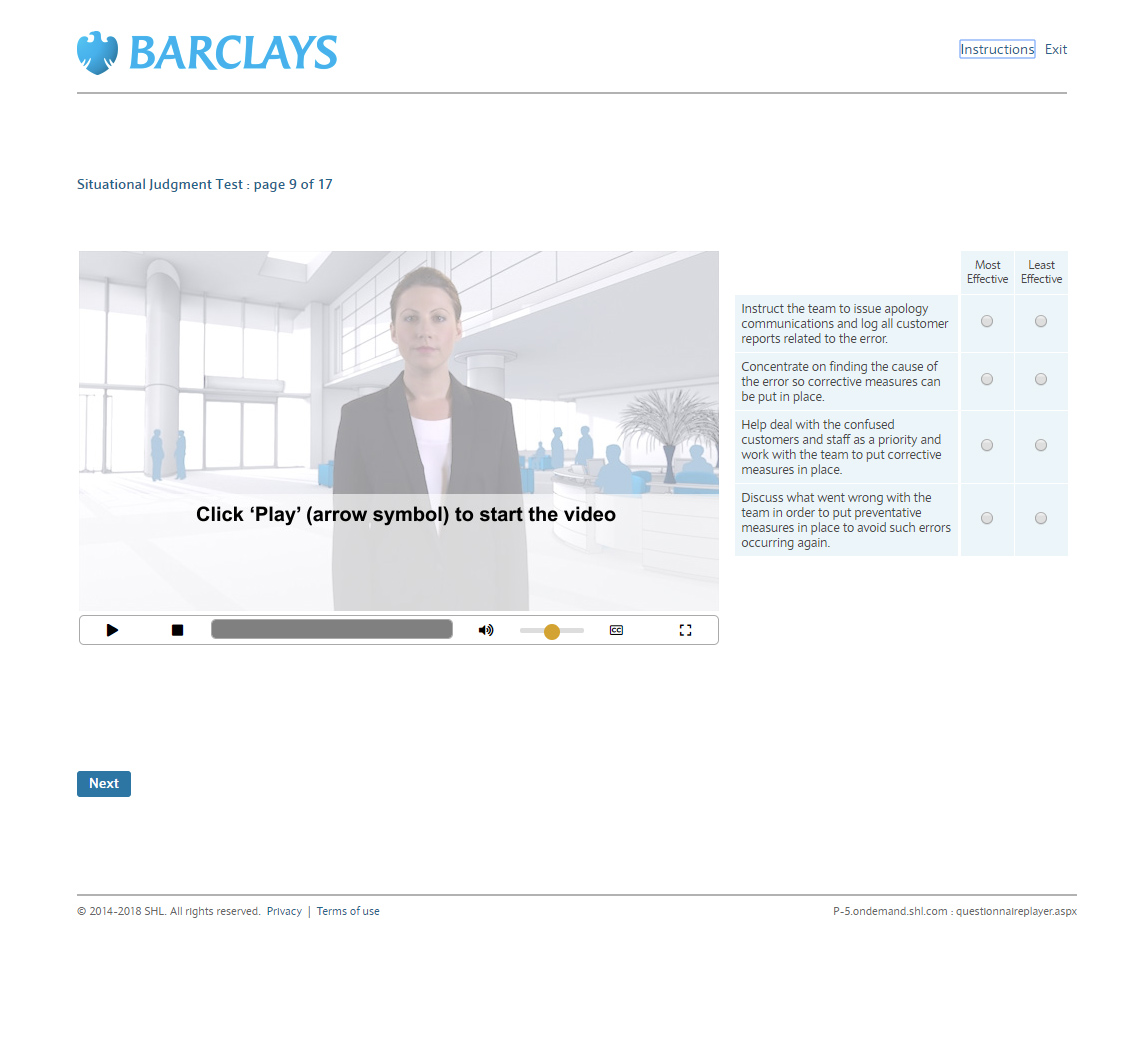 BARCLAYS
Instructions Exit
Situational Judgment Test : page 9 of 17
Click ‘Play’ (arrow symbol) to start the video
CC
Most
Effective
Least
Effective
Instruct the team to issue apology
communications and log all customer
reports related to the error.
Concentrate on finding the cause of
the error so corrective measures can
be put in place.
Help deal with the confused
customers and staff as a priority and
work with the team to put corrective
measures in place.
Discuss what went wrong with the
team in order to put preventative
measures in place to avoid such errors
occurring again.
Next
© 2014-2018 SHL. All rights reserved. Privacy | Terms of use
P-5.ondemand.shl.com : questionnaireplayer.aspx